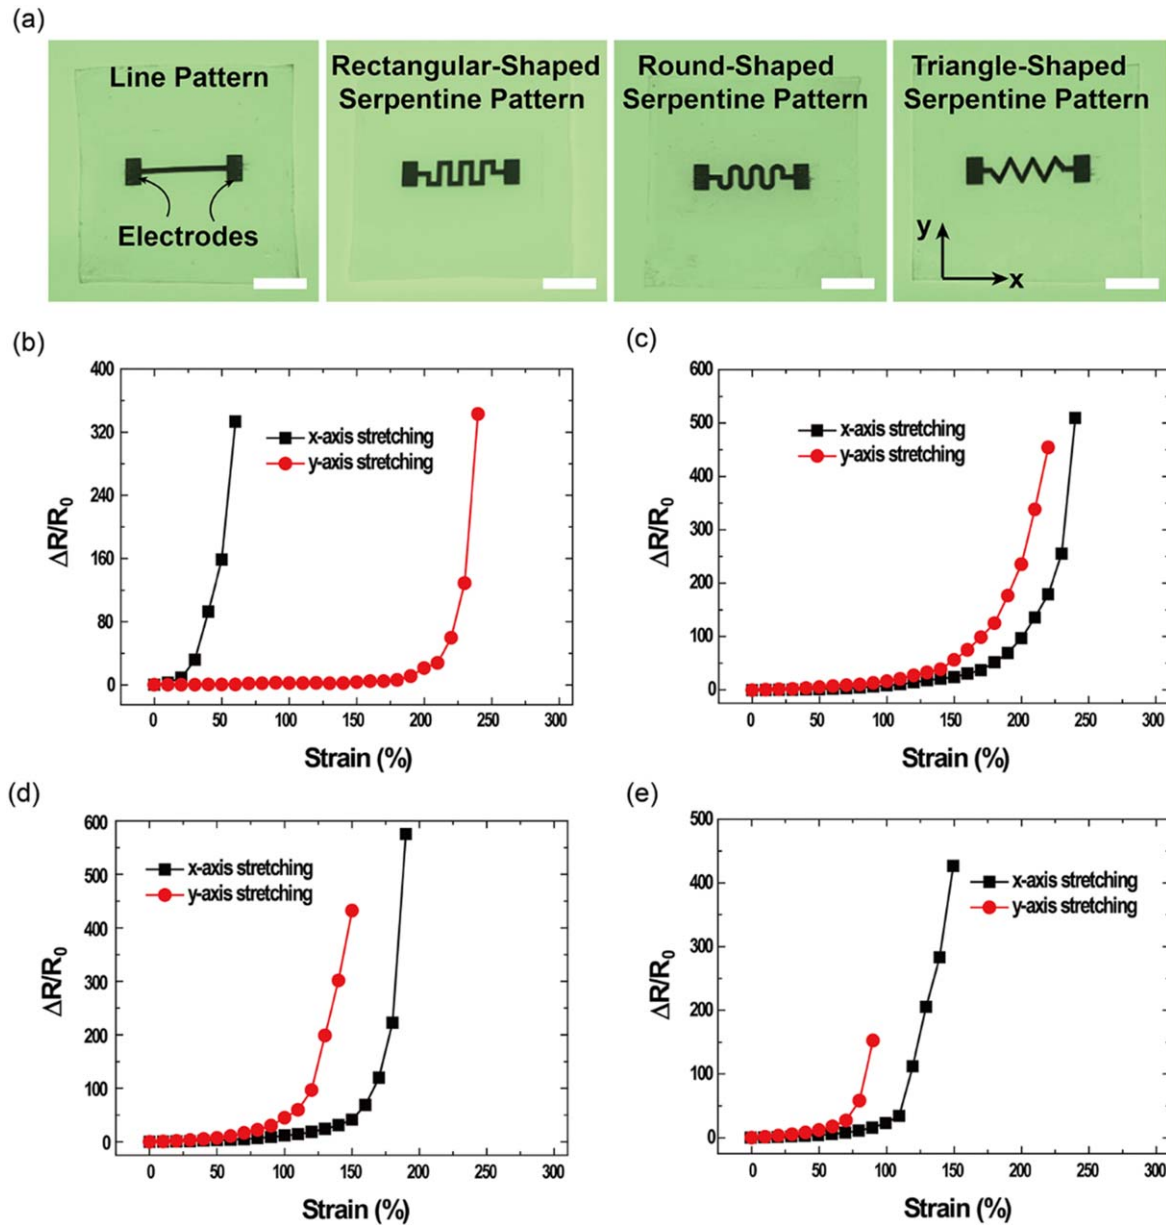 (a)
Line Pattern
Electrodes
Rectangular-Shaped
Serpentine Pattern
Round-Shaped
Serpentine Pattern
Triangle-Shaped
Serpentine Pattern
y
x
(b)
400
320
240
160
80
0
ΔR/R0
x-axis stretching
y-axis stretching
0 50 100 150 200 250 300
Strain (%)
(c)
600
500
400
300
200
100
0
ΔR/R0
x-axis stretching
y-axis stretching
0 50 100 150 200 250 300
Strain (%)
(d)
600
500
400
300
200
100
0
ΔR/R0
x-axis stretching
y-axis stretching
0 50 100 150 200 250 300
Strain (%)
(e)
500
400
300
200
100
0
ΔR/R0
x-axis stretching
y-axis stretching
0 50 100 150 200 250 300
Strain (%)